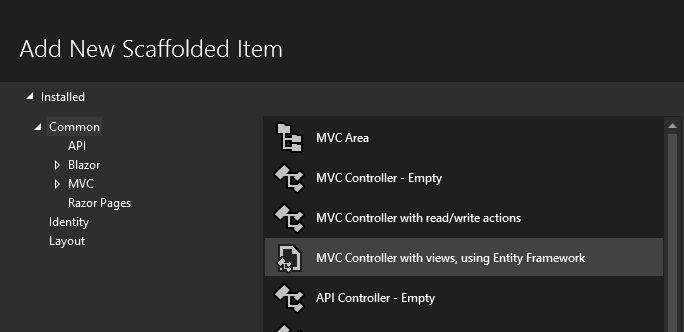 Add New Scaffolded Item
Installed
Common
API
Blazor
MVC
Razor Pages
Identity
Layout
MVC Area
MVC Controller - Empty
MVC Controller with read/write actions
MVC Controller with views, using Entity Framework
API Controller - Empty